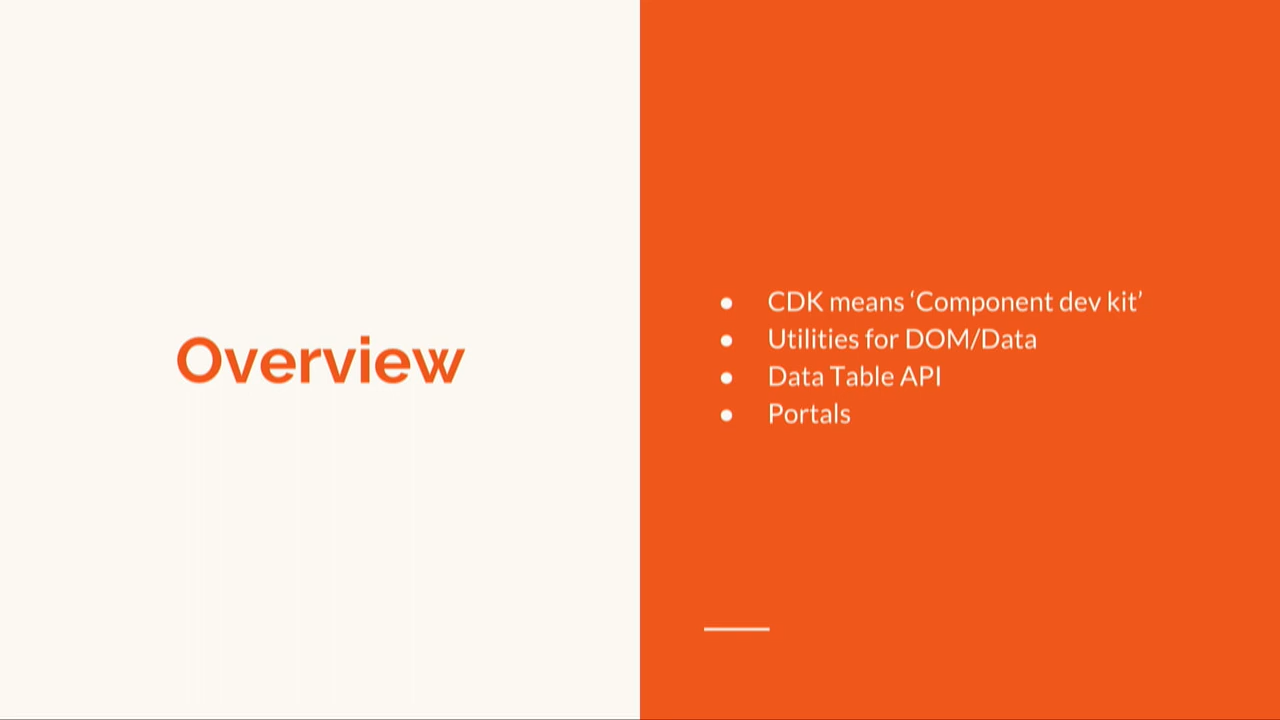 Overview
● CDK means ‘Component dev kit’
● Utilities for DOM/Data
● Data Table API
● Portals